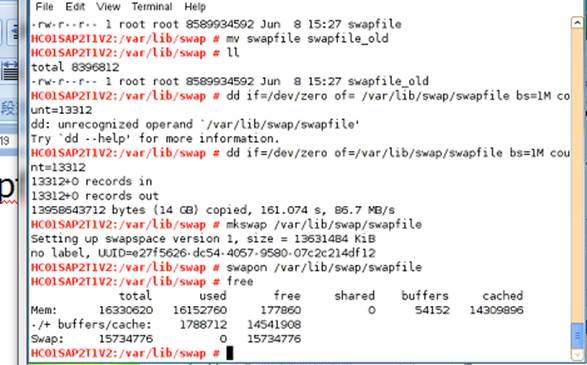 File Edit View Terminal Help
-rw-r--r-- 1 root root 8589934592 Jun 8 15:27 swapfile
HC01SAP2T1V2:/var/lib/swap # mv swapfile swapfile_old
HC01SAP2T1V2:/var/lib/swap # ll
total 8396812
-rw-r--r-- 1 root root 8589934592 Jun 8 15:27 swapfile_old
HC01SAP2T1V2:/var/lib/swap # dd if=/dev/zero of= /var/lib/swap/swapfile bs=1M co
unt=13312
dd: unrecognized operand `/var/lib/swap/swapfile'
Try `dd --help' for more information.
HC01SAP2T1V2:/var/lib/swap # dd if=/dev/zero of=/var/lib/swap/swapfile bs=1M cou
nt=13312
13312+0 records in
13312+0 records out
13958643712 bytes (14 GB) copied, 161.074 s, 86.7 MB/s
HC01SAP2T1V2:/var/lib/swap # mkswap /var/lib/swap/swapfile
Setting up swapspace version 1, size = 13631484 KiB
no label, UUID=e27f5626-dc54-4057-9580-07c2c214df12
HC01SAP2T1V2:/var/lib/swap # swapon /var/lib/swap/swapfile
HC01SAP2T1V2:/var/lib/swap # free
total used free shared buffers cached
Mem: 16330620 16152760 177860 0 54152 14309896
-/+ buffers/cache: 1788712 14541908
Swap: 15734776 0 15734776
HC01SAP2T1V2:/var/lib/swap #
段
19